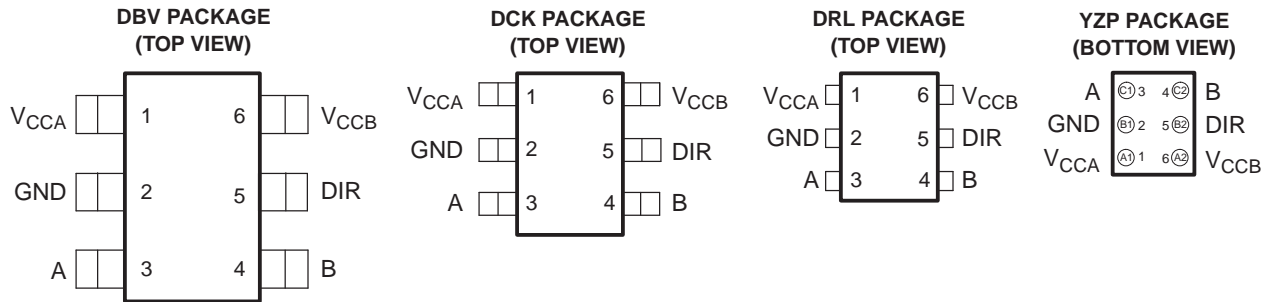 DBV PACKAGE
(TOP VIEW)
VCCA 1 6 VCCB
GND 2 5 DIR
A 3 4 B
DCK PACKAGE
(TOP VIEW)
VCCA 1 6 VCCB
GND 2 5 DIR
A 3 4 B
DRL PACKAGE
(TOP VIEW)
VCCA 1 6 VCCB
GND 2 5 DIR
A 3 4 B
YZP PACKAGE
(BOTTOM VIEW)
A C1 3 4 C2 B
GND B1 2 5 B2 DIR
VCCA A1 1 6 A2 VCCB